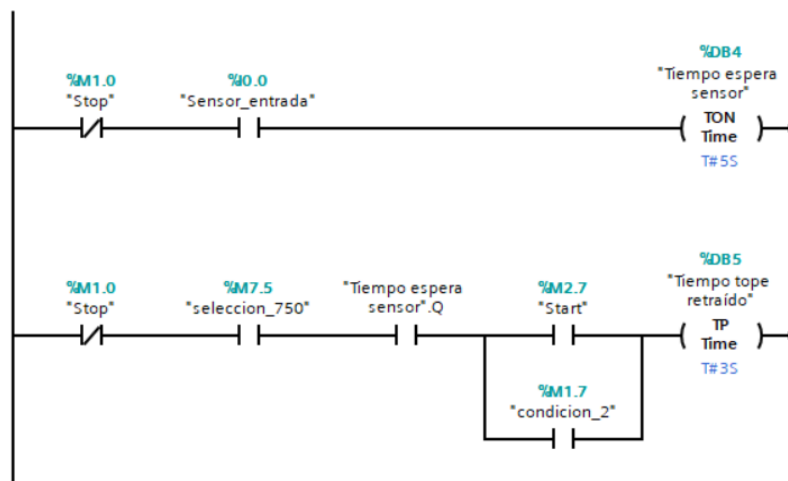 %DB4
"Tiempo espera
sensor"
%M1.0
%I0.0
"Stop"
"Sensor_entrada"
TON
Time
T#5S
%DB5
"Tiempo tope
retraído"
%M1.0
%M7.5
"Tiempo espera
%M2.7
"Stop"
"seleccion_750"
sensor".Q
"Start"
TP
Time
T#3S
%M1.7
"condicion_2"